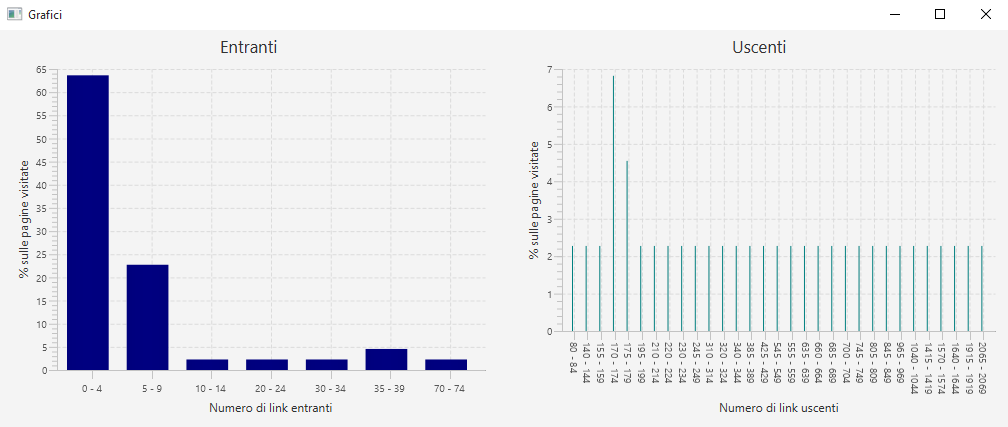 Grafici
Entranti
65
60
55
50
45
40
35
30
25
20
15
10
5
0
% sulle pagine visitate
0 - 4
5 - 9
10 - 14
20 - 24
30 - 34
35 - 39
70 - 74
Numero di link entranti
Uscenti
7
6
5
4
3
2
1
0
% sulle pagine visitate
80 - 84
140 - 144
155 - 159
170 - 174
175 - 179
195 - 199
210 - 214
220 - 224
230 - 234
245 - 249
310 - 314
320 - 324
340 - 344
385 - 389
425 - 429
545 - 549
555 - 559
635 - 639
660 - 664
685 - 689
700 - 704
745 - 749
805 - 809
845 - 849
965 - 969
1040 - 1044
1415 - 1419
1570 - 1574
1640 - 1644
1915 - 1919
2065 - 2069
Numero di link uscenti